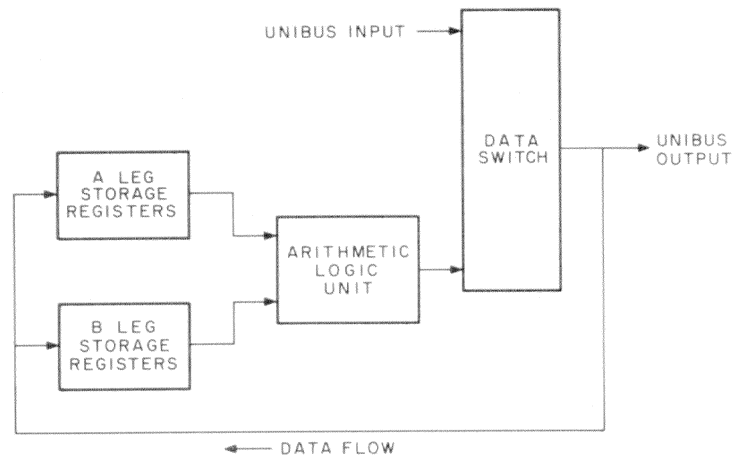 UNIBUS INPUT
DATA
SWITCH
UNIBUS
OUTPUT
A LEG
STORAGE
REGISTERS
ARITHMETIC
LOGIC
UNIT
B LEG
STORAGE
REGISTERS
DATA FLOW